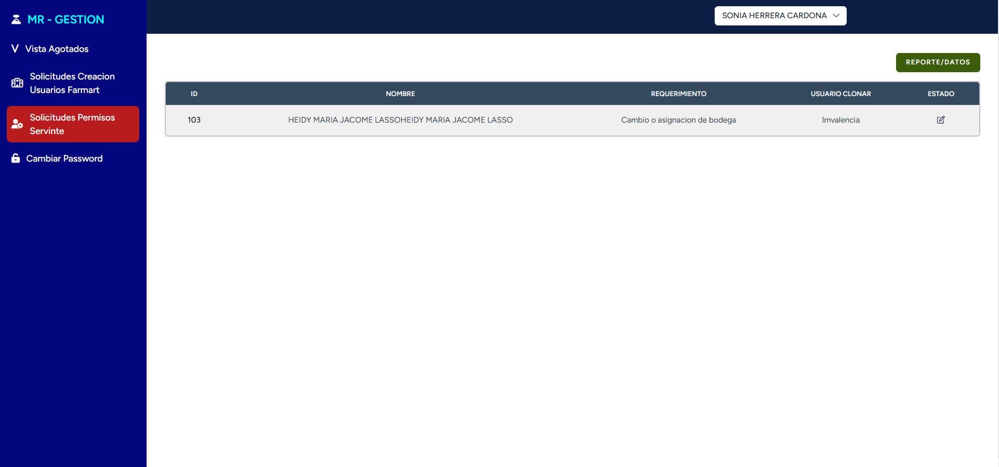 MR - GESTION
SONIA HERRERA CARDONA
Vista Agotados
Solicitudes Creacion
Usuarios Farmart
Solicitudes Permisos
Servinte
Cambiar Password
REPORTE/DATOS
ID NOMBRE REQUERIMIENTO USUARIO CLONAR ESTADO
103 HEIDY MARIA JACOME LASSOHEIDY MARIA JACOME LASSO Cambio o asignacion de bodega Imvalencia